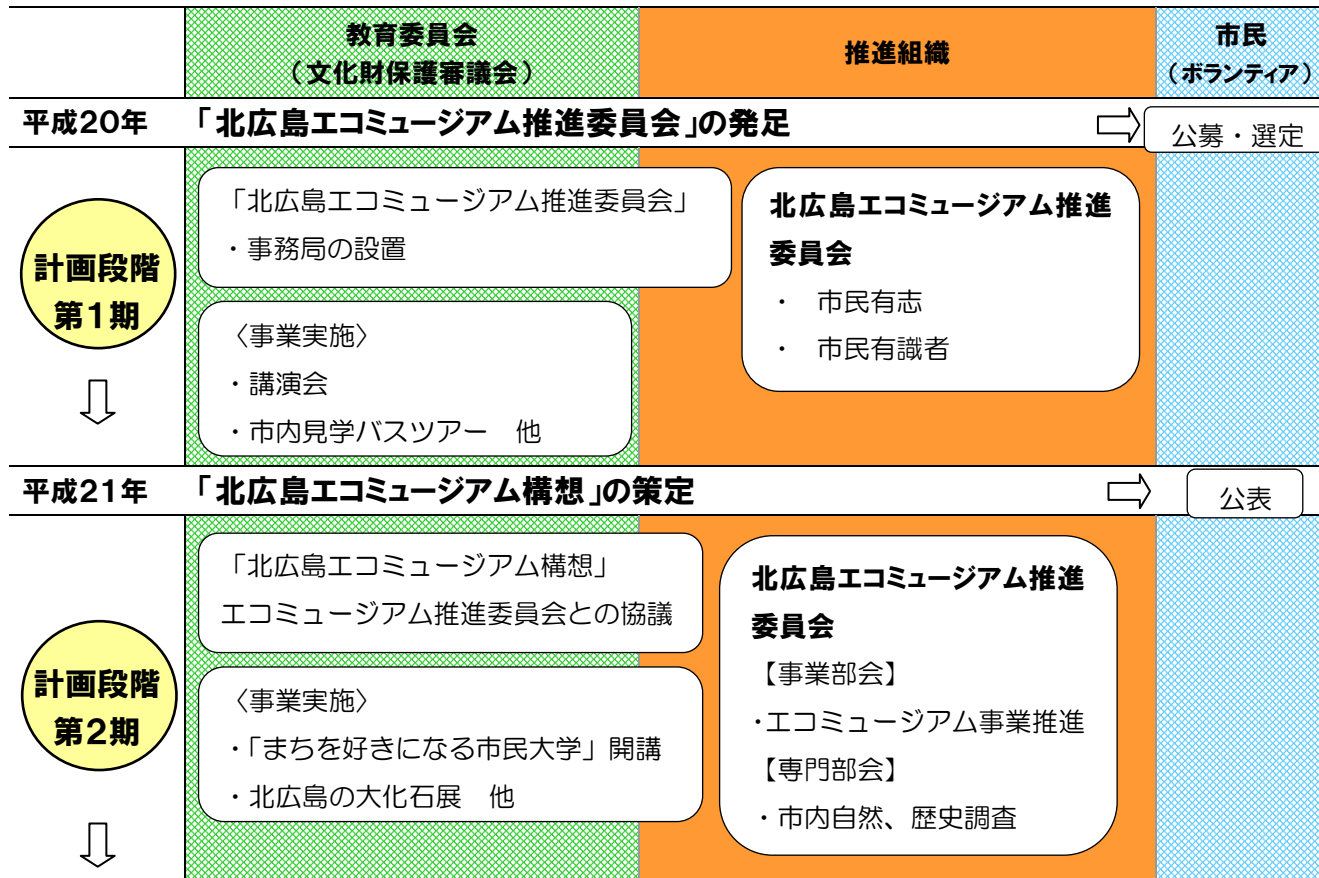 教育委員会
（文化財保護審議会）
推進組織
市民
（ボランティア）
平成20年
「北広島エコミュージアム推進委員会」の発足
公募・選定
計画段階
第1期
「北広島エコミュージアム推進委員会」
・事務局の設置
〈事業実施〉
・講演会
・市内見学バスツアー　他
北広島エコミュージアム推進
委員会
・　市民有志
・　市民有識者
平成21年
「北広島エコミュージアム構想」の策定
公表
計画段階
第2期
「北広島エコミュージアム構想」
エコミュージアム推進委員会との協議
〈事業実施〉
・「まちを好きになる市民大学」開講
・北広島の大化石展　他
北広島エコミュージアム推進
委員会
【事業部会】
・エコミュージアム事業推進
【専門部会】
・市内自然、歴史調査